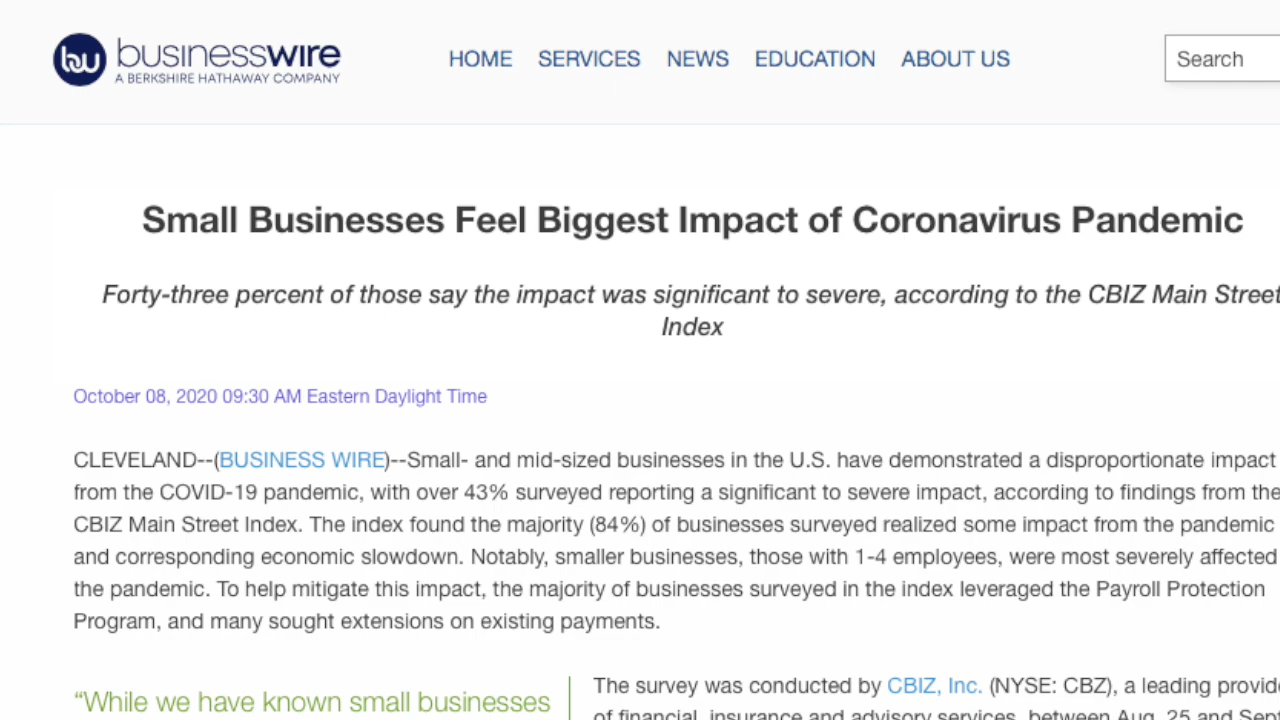 bw businesswire
A BERKSHIRE HATHAWAY COMPANY
HOME SERVICES NEWS EDUCATION ABOUT US
Search
Small Businesses Feel Biggest Impact of Coronavirus Pandemic
Forty-three percent of those say the impact was significant to severe, according to the CBIZ Main Street
Index
October 08, 2020 09:30 AM Eastern Daylight Time
CLEVELAND--(BUSINESS WIRE)--Small- and mid-sized businesses in the U.S. have demonstrated a disproportionate impact
from the COVID-19 pandemic, with over 43% surveyed reporting a significant to severe impact, according to findings from the
CBIZ Main Street Index. The index found the majority (84%) of businesses surveyed realized some impact from the pandemic
and corresponding economic slowdown. Notably, smaller businesses, those with 1-4 employees, were most severely affected
the pandemic. To help mitigate this impact, the majority of businesses surveyed in the index leveraged the Payroll Protection
Program, and many sought extensions on existing payments.
“While we have known small businesses
The survey was conducted by CBIZ, Inc. (NYSE: CBZ), a leading
of financial, insurance and advisory services, between Aug. 25 and